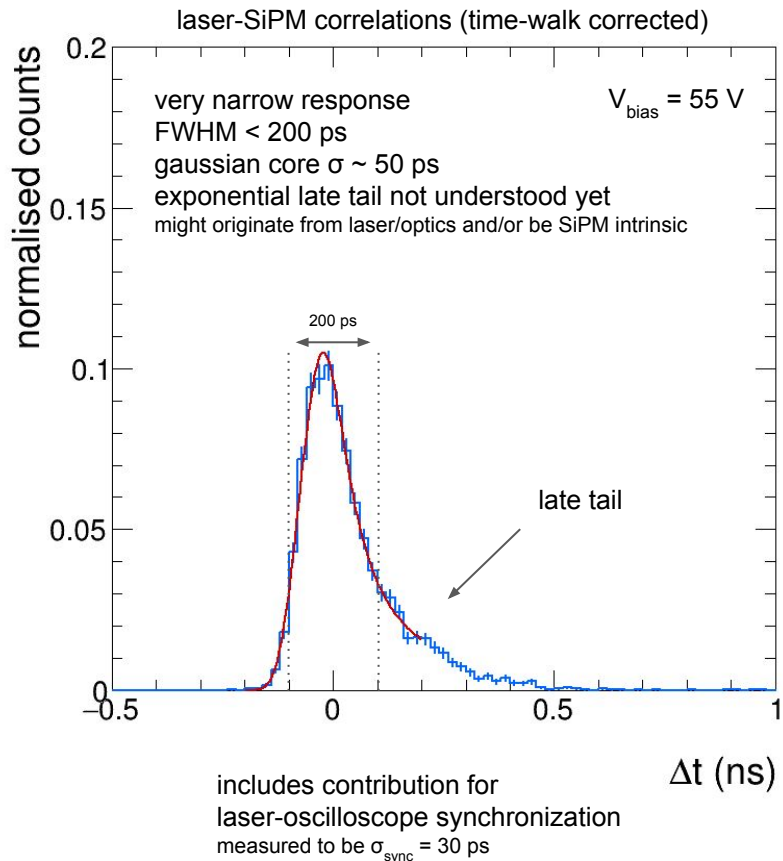 laser-SiPM correlations (time-walk corrected)
normalised counts
0.2
very narrow response
V_bias = 55 V
FWHM < 200 ps
gaussian core σ ~ 50 ps
exponential late tail not understood yet
might originate from laser/optics and/or be SiPM intrinsic
0.15
200 ps
0.1
late tail
0.05
0
−0.5
0
0.5
1
Δt (ns)
includes contribution for
laser-oscilloscope synchronization
measured to be σ_sync = 30 ps